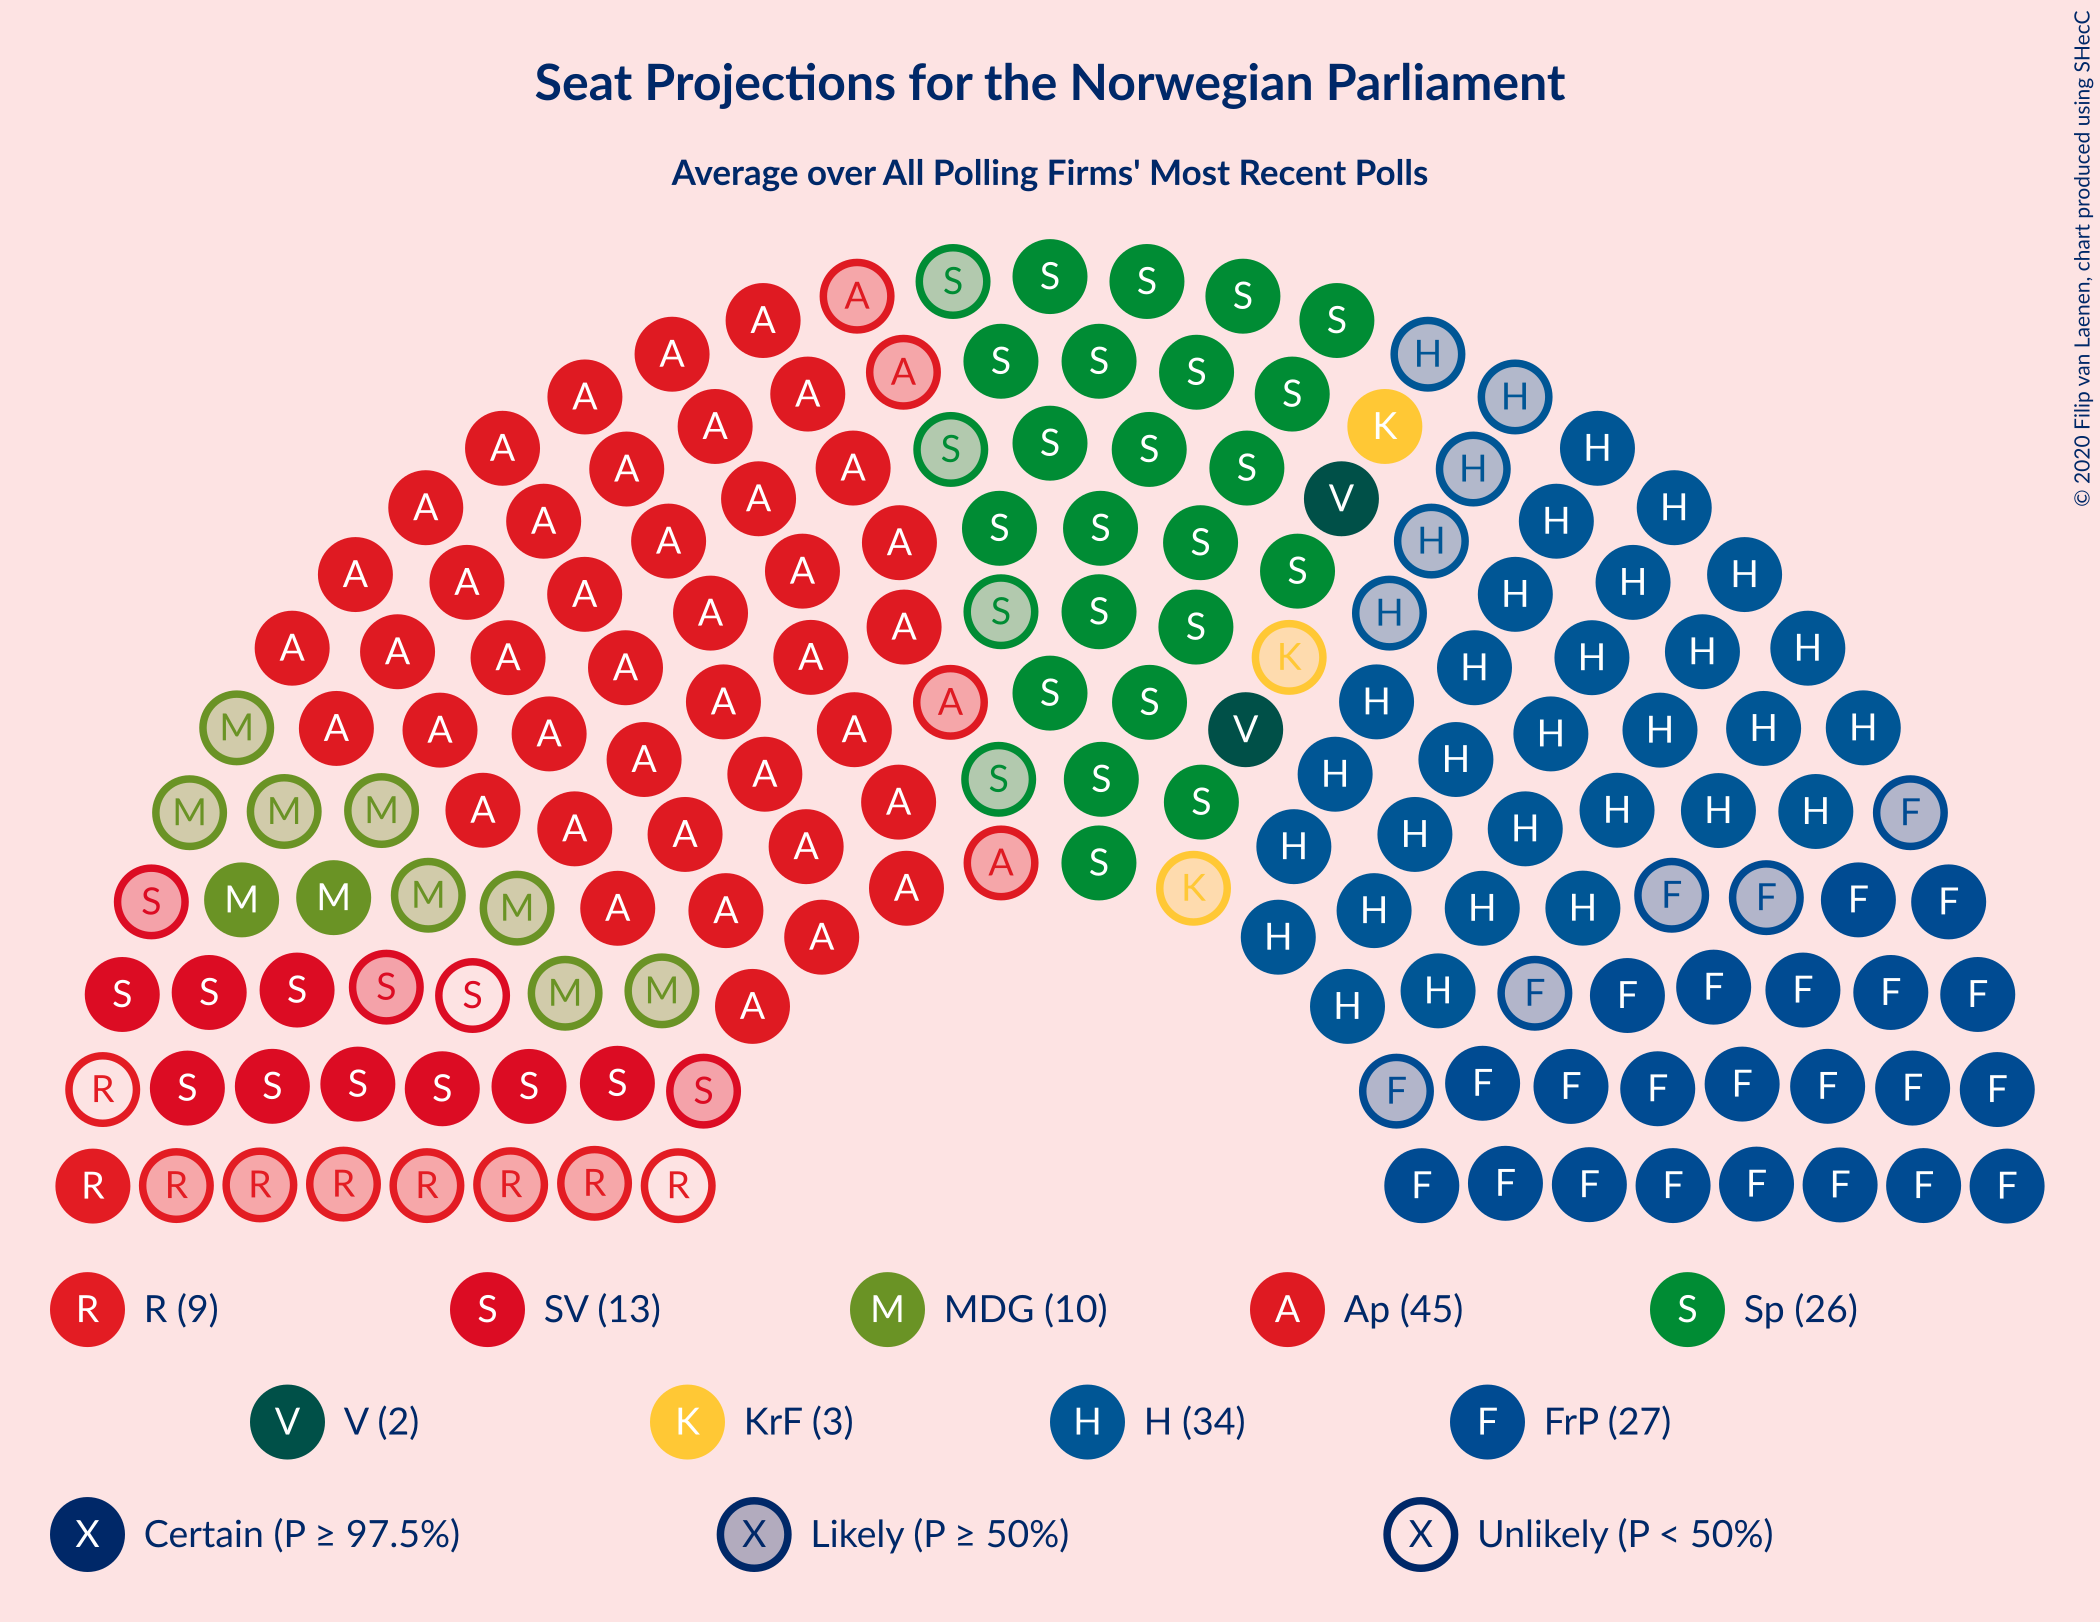 Seat Projections for the Norwegian Parliament
Average over All Polling Firms' Most Recent Polls
© 2020 Filip van Laenen, chart produced using SHecC
A S S S S
A S S S S H H
A A S S S S K H
A A A S S S V H H
A A A A S S S S H H H
A A A A A S S S K H H H H
A A A A A A S S V H H H H H
M A A A A A A S S S H H H H H H
M M M A A A A A A S K H H H H H H F
S M M M M A A A H H H H F F F F
S S S S S M M A H H F F F F F F
R S S S S S S S F F F F F F F F
R R R R R R R R F F F F F F F F
R R (9) S SV (13) M MDG (10) A Ap (45) S Sp (26)
V V (2) K KrF (3) H H (34) F FrP (27)
X Certain (P ≥ 97.5%) X Likely (P ≥ 50%) X Unlikely (P < 50%)